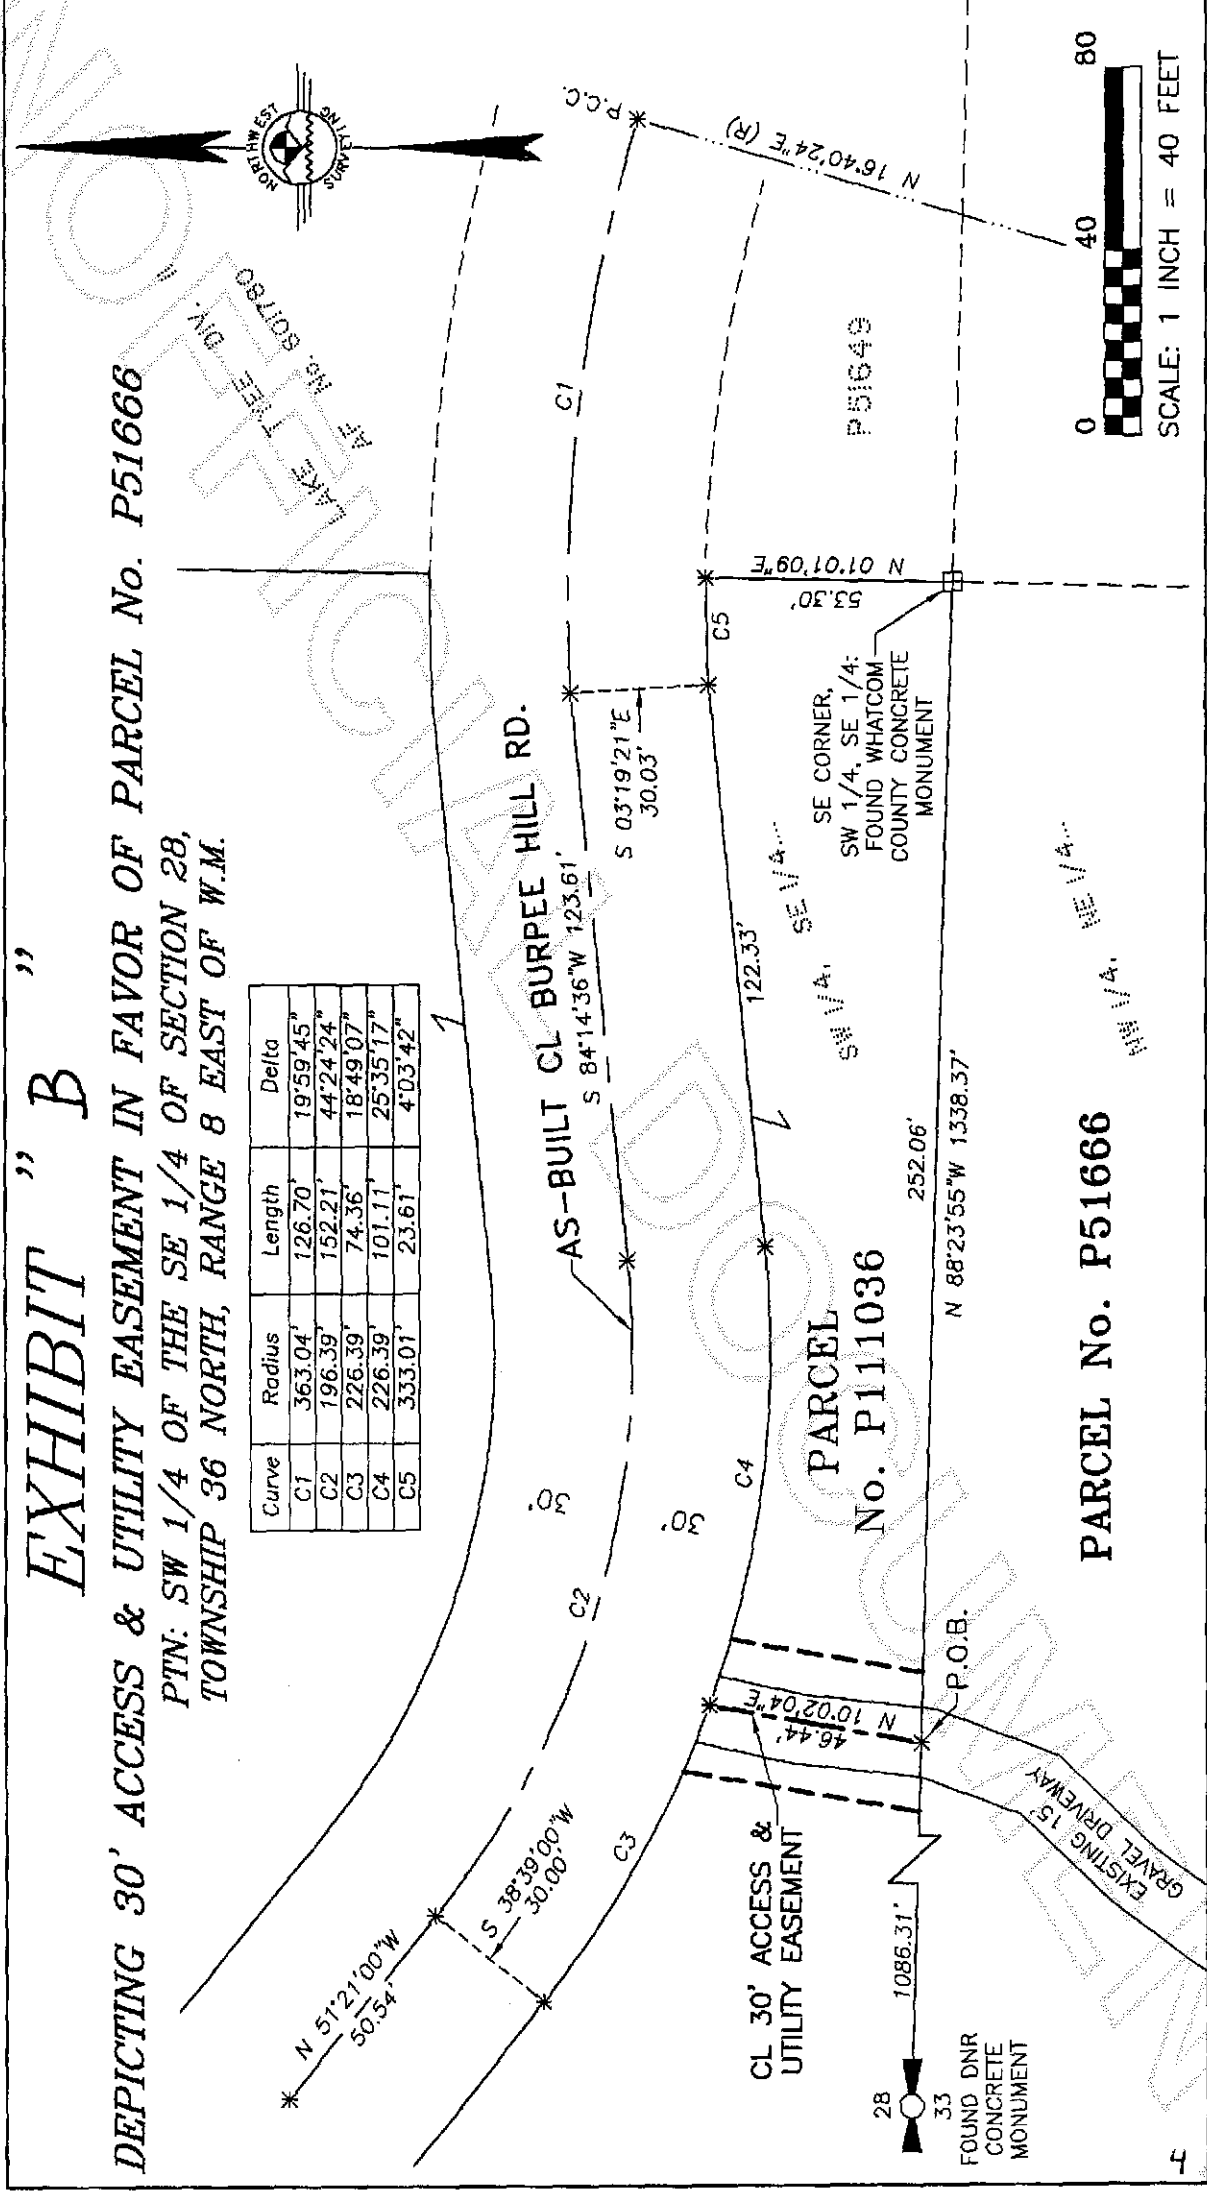 EXHIBIT " B "
DEPICTING 30' ACCESS & UTILITY EASEMENT IN FAVOR OF PARCEL No. P51666
PTN: SW 1/4 OF THE SE 1/4 OF SECTION 28,
TOWNSHIP 36 NORTH, RANGE 8 EAST OF W.M.
Curve Radius Length Delta
C1 363.04' 126.70' 19°59'45"
C2 196.39' 152.21' 44°24'24"
C3 226.39' 74.36' 18°49'07"
C4 226.39' 101.11' 25°35'17"
C5 333.01' 23.61' 4°03'42"
NORTHWEST
SURVEYING
LAKE TYEE DIV.
AF No. 801780
N 51°21'00"W
50.54'
S 38°39'00"W
30.00'
C2
30'
30'
C3
C4
AS-BUILT CL BURPEE HILL RD.
S 84°14'36"W 123.61'
S 03°19'21"E
30.03'
C1
P.C.C.
N 16°40'24"E (R)
C5
122.33'
53.30'
N 01°01'09"E
P51649
SE CORNER,
SW 1/4, SE 1/4:
FOUND WHATCOM
COUNTY CONCRETE
MONUMENT
SW 1/4, SE 1/4...
NW 1/4, NE 1/4...
CL 30' ACCESS &
UTILITY EASEMENT
46.44'
N 10°02'04"E
P.O.B.
PARCEL
No. P111036
252.06'
N 88°23'55"W 1338.37'
1086.31'
28
33
FOUND DNR
CONCRETE
MONUMENT
EXISTING 15'
GRAVEL DRIVEWAY
PARCEL No. P51666
0 40 80
SCALE: 1 INCH = 40 FEET
4
UNOFFICIAL DOCUMENT